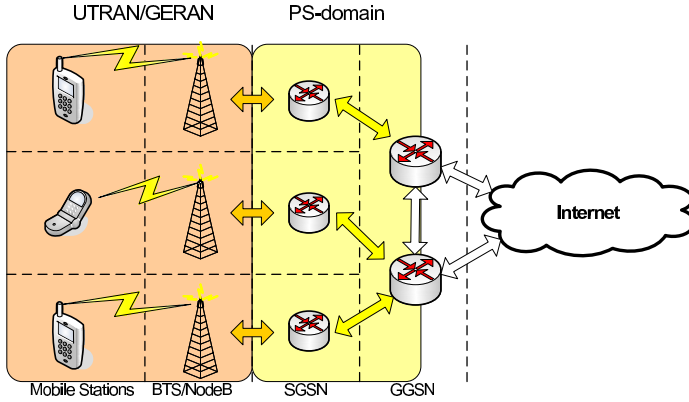 UTRAN/GERAN
PS-domain
Internet
Mobile Stations
BTS/NodeB
SGSN
GGSN